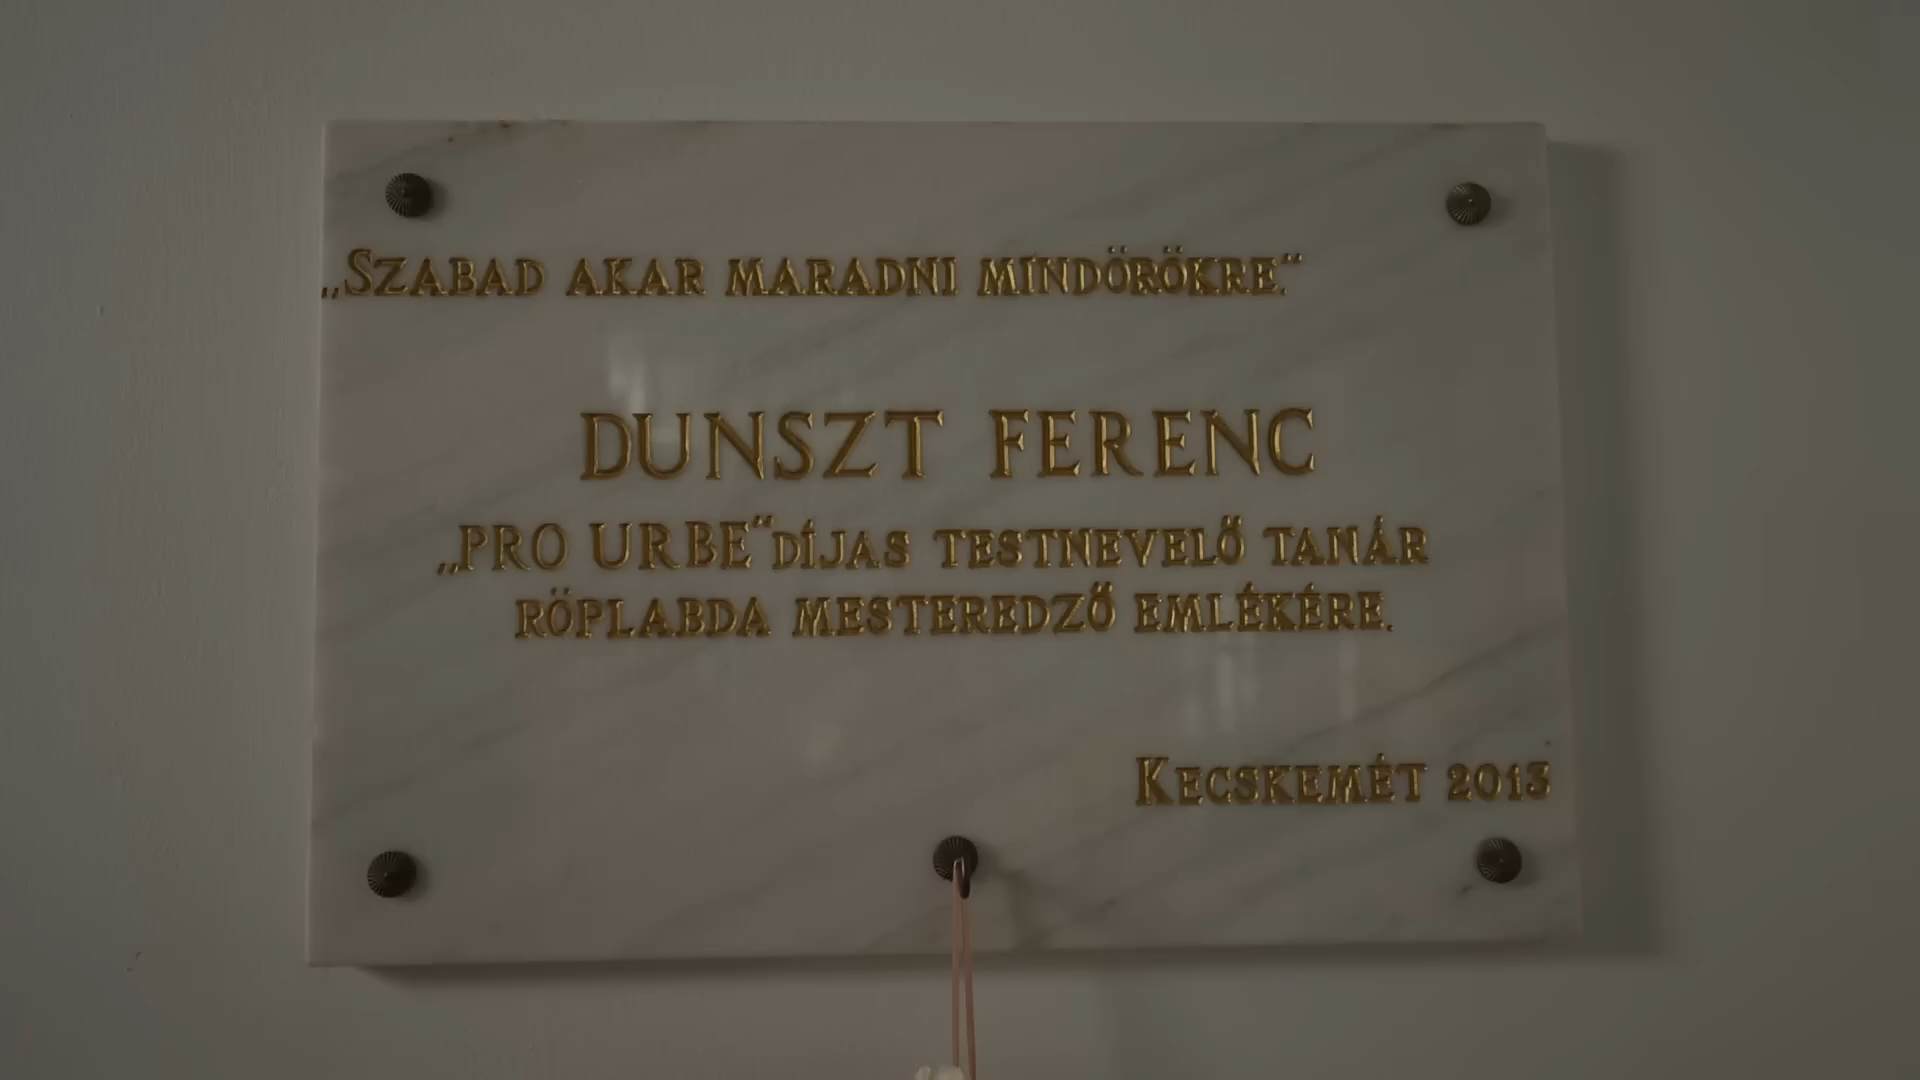 „Szabad akar maradni mindörökre.“
DUNSZT FERENC
„PRO URBE“ díjas testnevelő tanár
röplabda mesteredző emlékére.
Kecskemét 2013